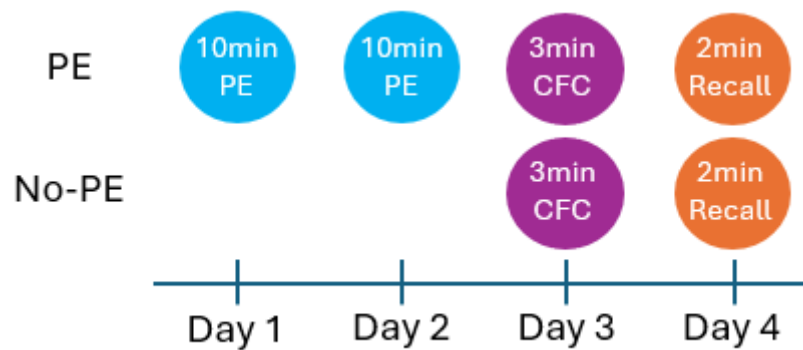 PE
10min
PE
10min
PE
3min
CFC
2min
Recall
No-PE
3min
CFC
2min
Recall
Day 1
Day 2
Day 3
Day 4